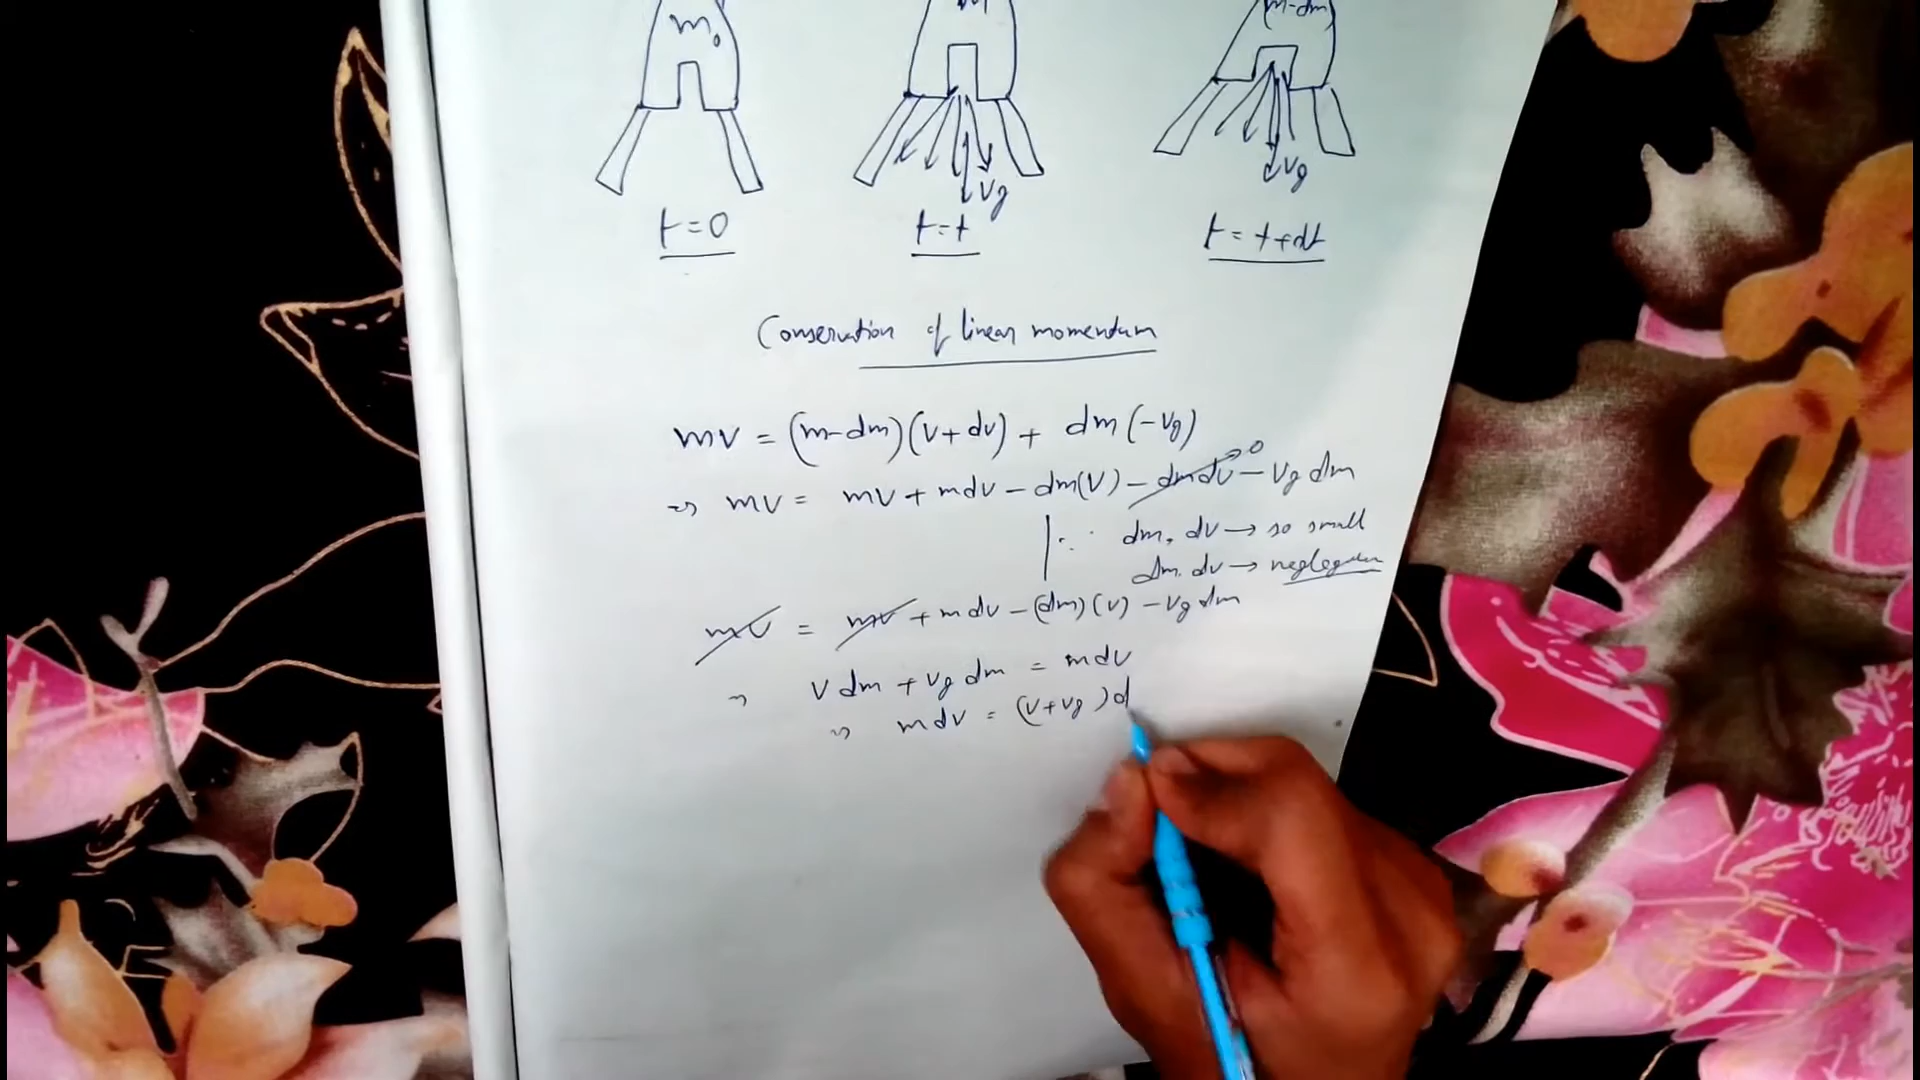 m₀ M (m-dm)
vg vg
t=0 t=t t=t+dt
Conservation of linear momentum
mv = (m-dm)(v+dv) + dm(-vg)
⇒ mv = mv + mdv - dm(v) - dmdv→0 - vg dm
∵ dm, dv → so small
dm. dv →
mv = mv + mdv - (dm)(v) - vg dm
⇒ v dm + vg dm = mdv
⇒ mdv = (v+vg)d